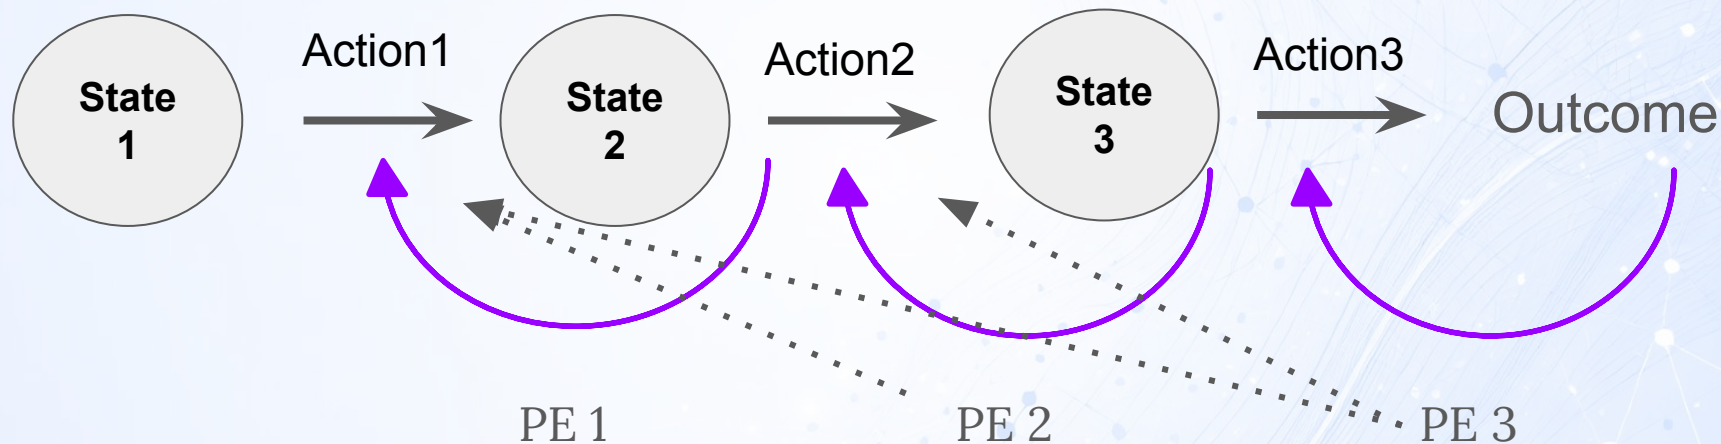 Action1
Action2
Action3
State
1
State
2
State
3
Outcome
PE 1
PE 2
PE 3